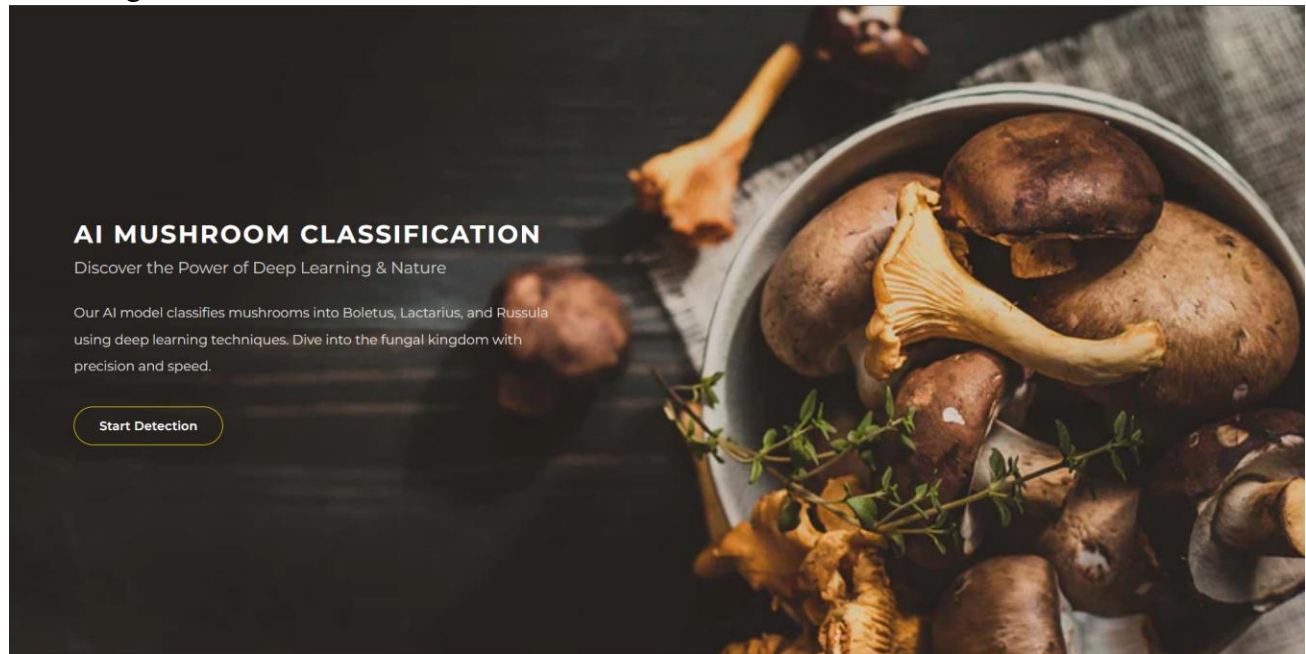 AI MUSHROOM CLASSIFICATION
Discover the Power of Deep Learning & Nature
Our AI model classifies mushrooms into Boletus, Lactarius, and Russula
using deep learning techniques. Dive into the fungal kingdom with
precision and speed.
Start Detection